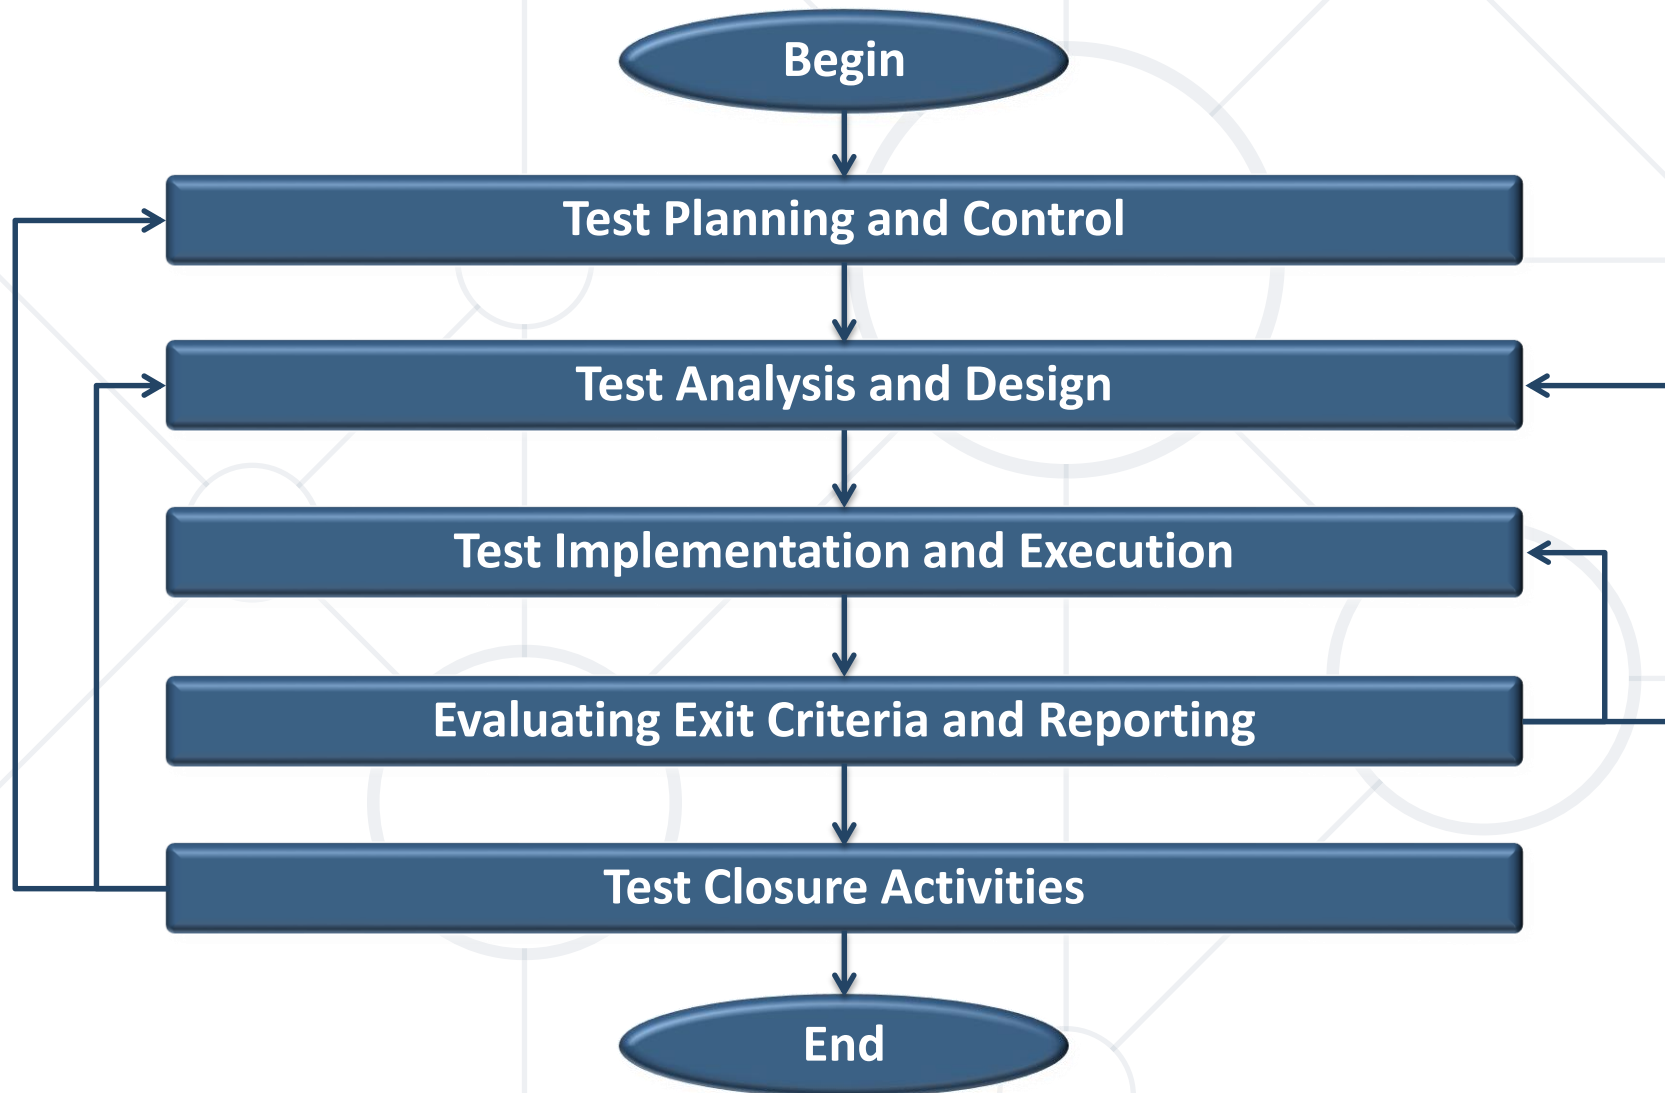 Begin
Test Planning and Control
Test Analysis and Design
Test Implementation and Execution
Evaluating Exit Criteria and Reporting
Test Closure Activities
End